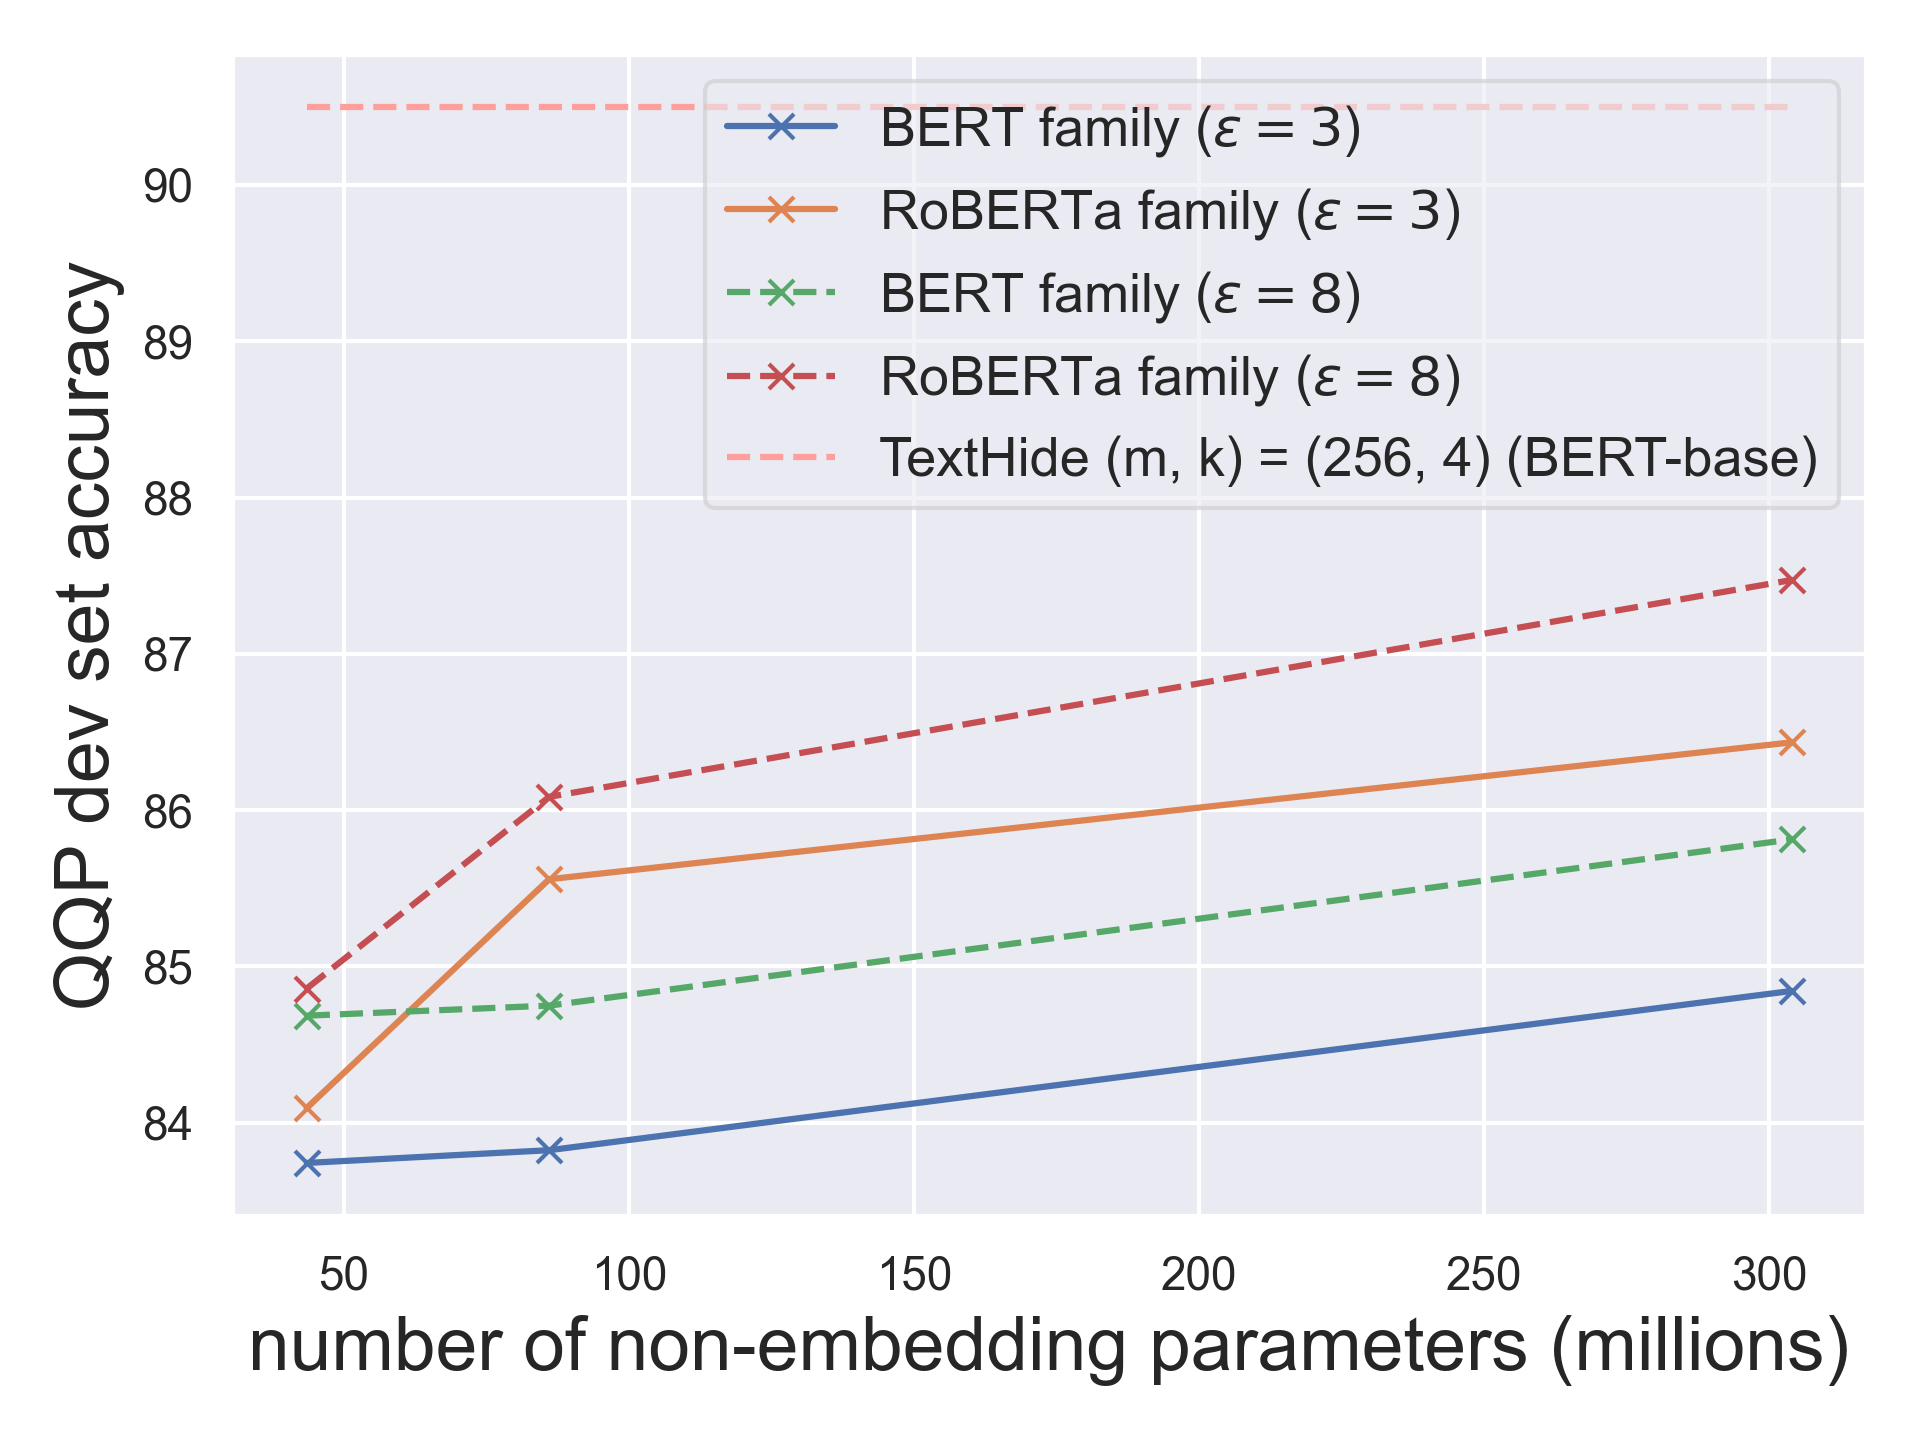 BERT family (ε = 3)
RoBERTa family (ε = 3)
BERT family (ε = 8)
RoBERTa family (ε = 8)
TextHide (m, k) = (256, 4) (BERT-base)
QQP dev set accuracy
90
89
88
87
86
85
84
50 100 150 200 250 300
number of non-embedding parameters (millions)